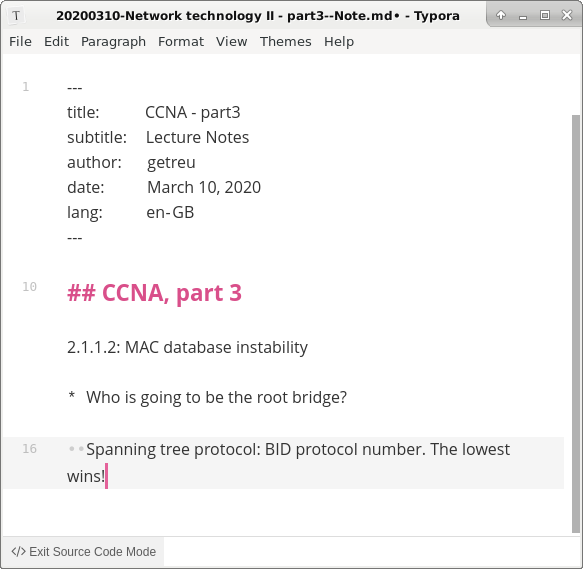 T 20200310-Network technology II - part3--Note.md• - Typora
File Edit Paragraph Format View Themes Help
1 ---
title: CCNA - part3
subtitle: Lecture Notes
author: getreu
date: March 10, 2020
lang: en-GB
---
10 ## CCNA, part 3
2.1.1.2: MAC database instability
* Who is going to be the root bridge?
16 Spanning tree protocol: BID protocol number. The lowest
wins!
</> Exit Source Code Mode